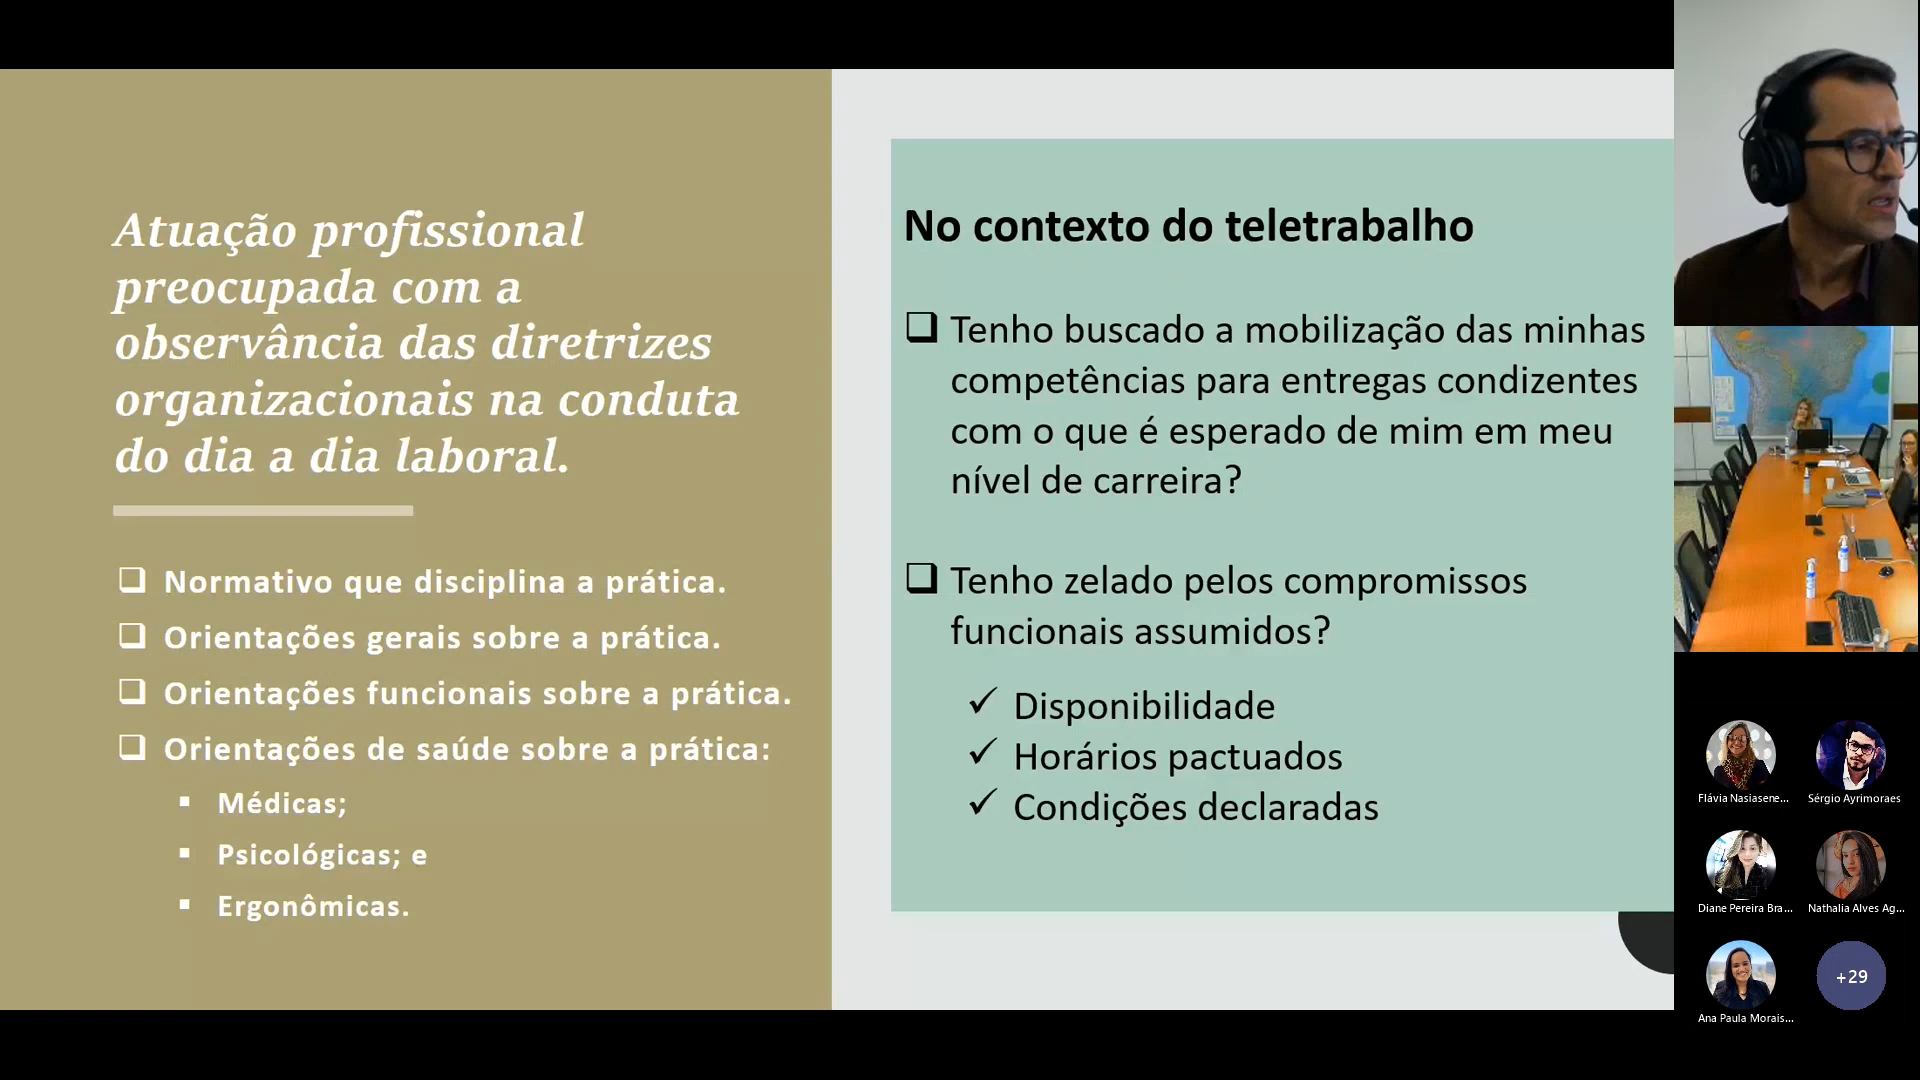 Atuação profissional
preocupada com a
observância das diretrizes
organizacionais na conduta
do dia a dia laboral.
Normativo que disciplina a prática.
Orientações gerais sobre a prática.
Orientações funcionais sobre a prática.
Orientações de saúde sobre a prática:
Médicas;
Psicológicas; e
Ergonômicas.
No contexto do teletrabalho
Tenho buscado a mobilização das minhas
competências para entregas condizentes
com o que é esperado de mim em meu
nível de carreira?
Tenho zelado pelos compromissos
funcionais assumidos?
Disponibilidade
Horários pactuados
Condições declaradas
Flávia Nasiasene...
Sérgio Ayrimoraes
Diane Pereira Bra...
Nathalia Alves Ag...
Ana Paula Morais...
+29